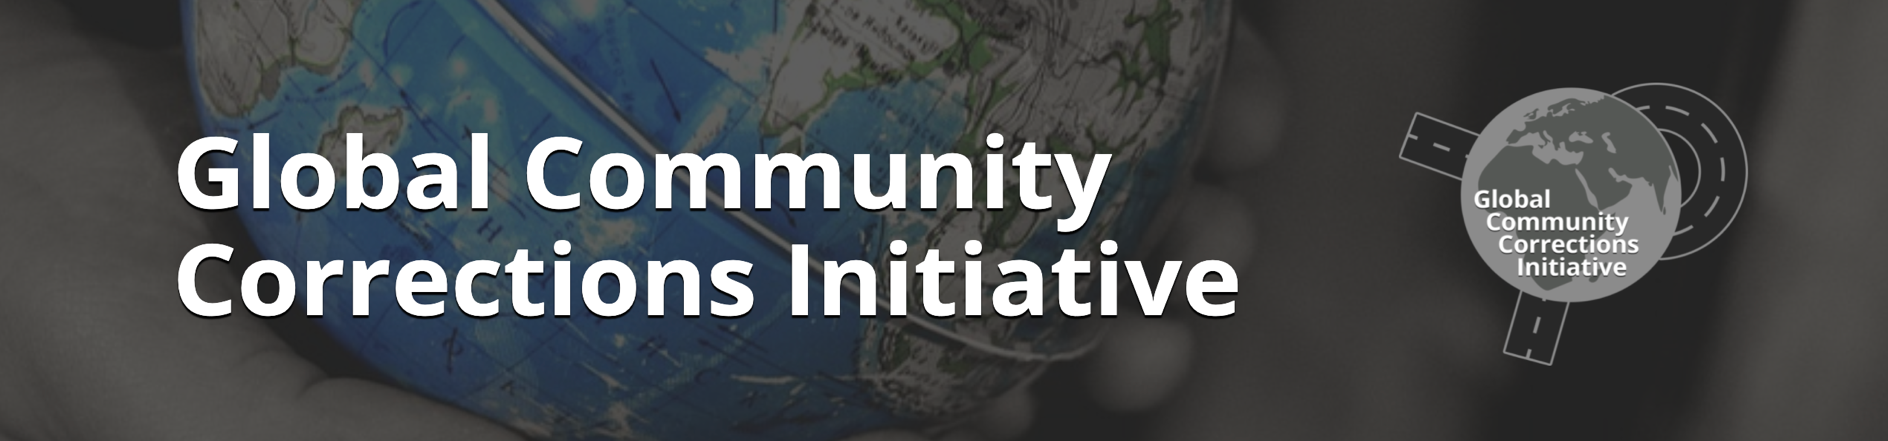 Global Community
Corrections Initiative
Global
Community
Corrections
Initiative